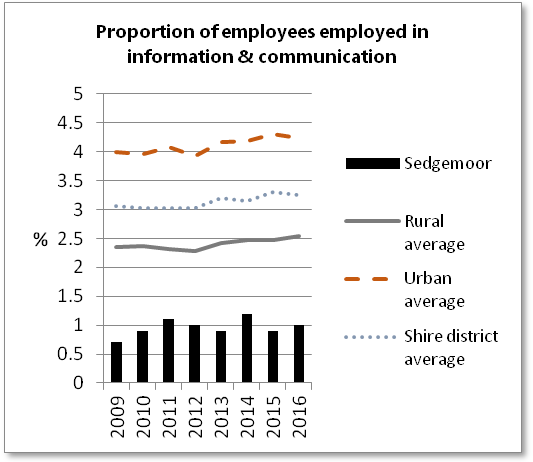 Proportion of employees employed in
information & communication
5
4.5
4
3.5
3
2.5
2
1.5
1
0.5
0
%
2009
2010
2011
2012
2013
2014
2015
2016
Sedgemoor
Rural
average
Urban
average
Shire district
average